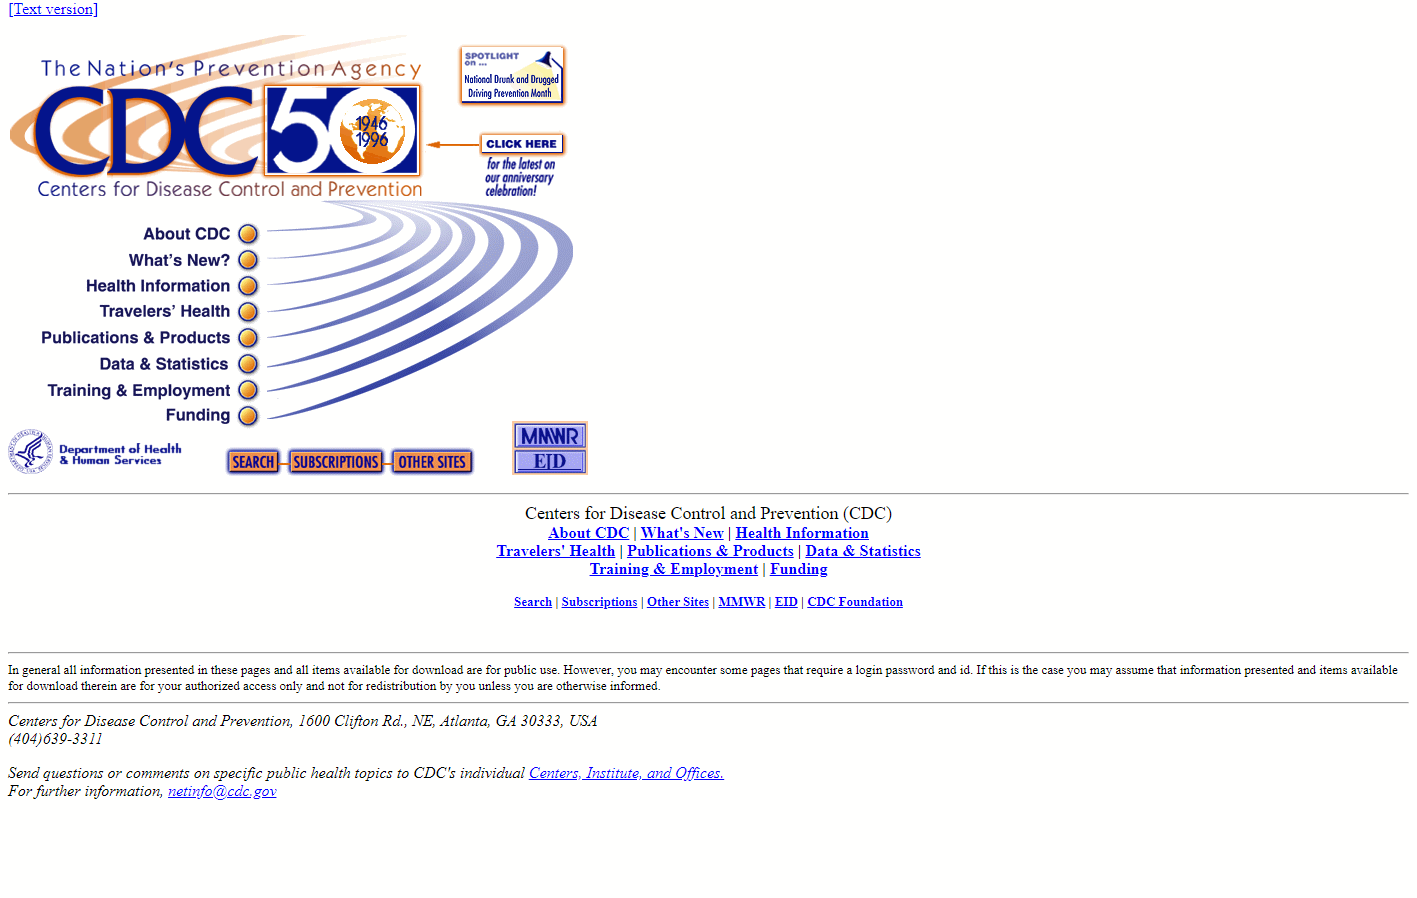 [Text version]
The Nation's Prevention Agency
CDC 50
1946
1996
Centers for Disease Control and Prevention
SPOTLIGHT
on ...
National Drunk and Drugged
Driving Prevention Month
CLICK HERE
for the latest on
our anniversary
celebration!
About CDC
What's New?
Health Information
Travelers' Health
Publications & Products
Data & Statistics
Training & Employment
Funding
Department of Health
& Human Services
SEARCH SUBSCRIPTIONS OTHER SITES
MMWR
EID
Centers for Disease Control and Prevention (CDC)
About CDC | What's New | Health Information
Travelers' Health | Publications & Products | Data & Statistics
Training & Employment | Funding
Search | Subscriptions | Other Sites | MMWR | EID | CDC Foundation
In general all information presented in these pages and all items available for download are for public use. However, you may encounter some pages that require a login password and id. If this is the case you may assume that information presented and items available
for download therein are for your authorized access only and not for redistribution by you unless you are otherwise informed.
Centers for Disease Control and Prevention, 1600 Clifton Rd., NE, Atlanta, GA 30333, USA
(404)639-3311
Send questions or comments on specific public health topics to CDC's individual Centers, Institute, and Offices.
For further information, netinfo@cdc.gov